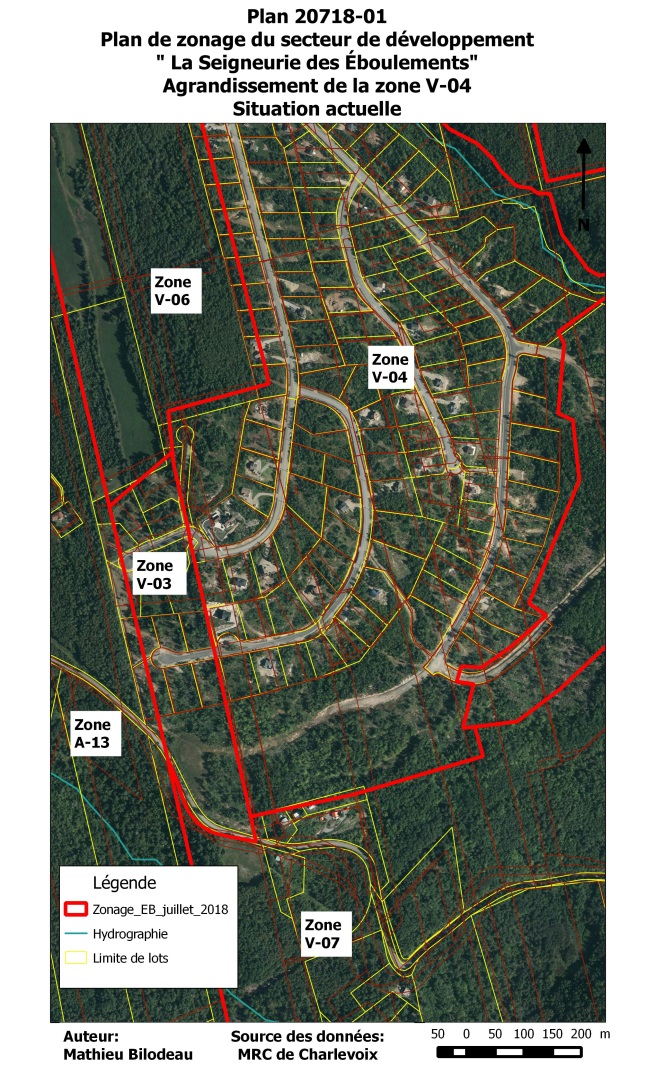 Plan 20718-01
Plan de zonage du secteur de développement
" La Seigneurie des Éboulements"
Agrandissement de la zone V-04
Situation actuelle
N
Zone
V-06
Zone
V-04
Zone
V-03
Zone
A-13
Zone
V-07
Légende
Zonage_EB_juillet_2018
Hydrographie
Limite de lots
Auteur:
Mathieu Bilodeau
Source des données:
MRC de Charlevoix
50 0 50 100 150 200 m